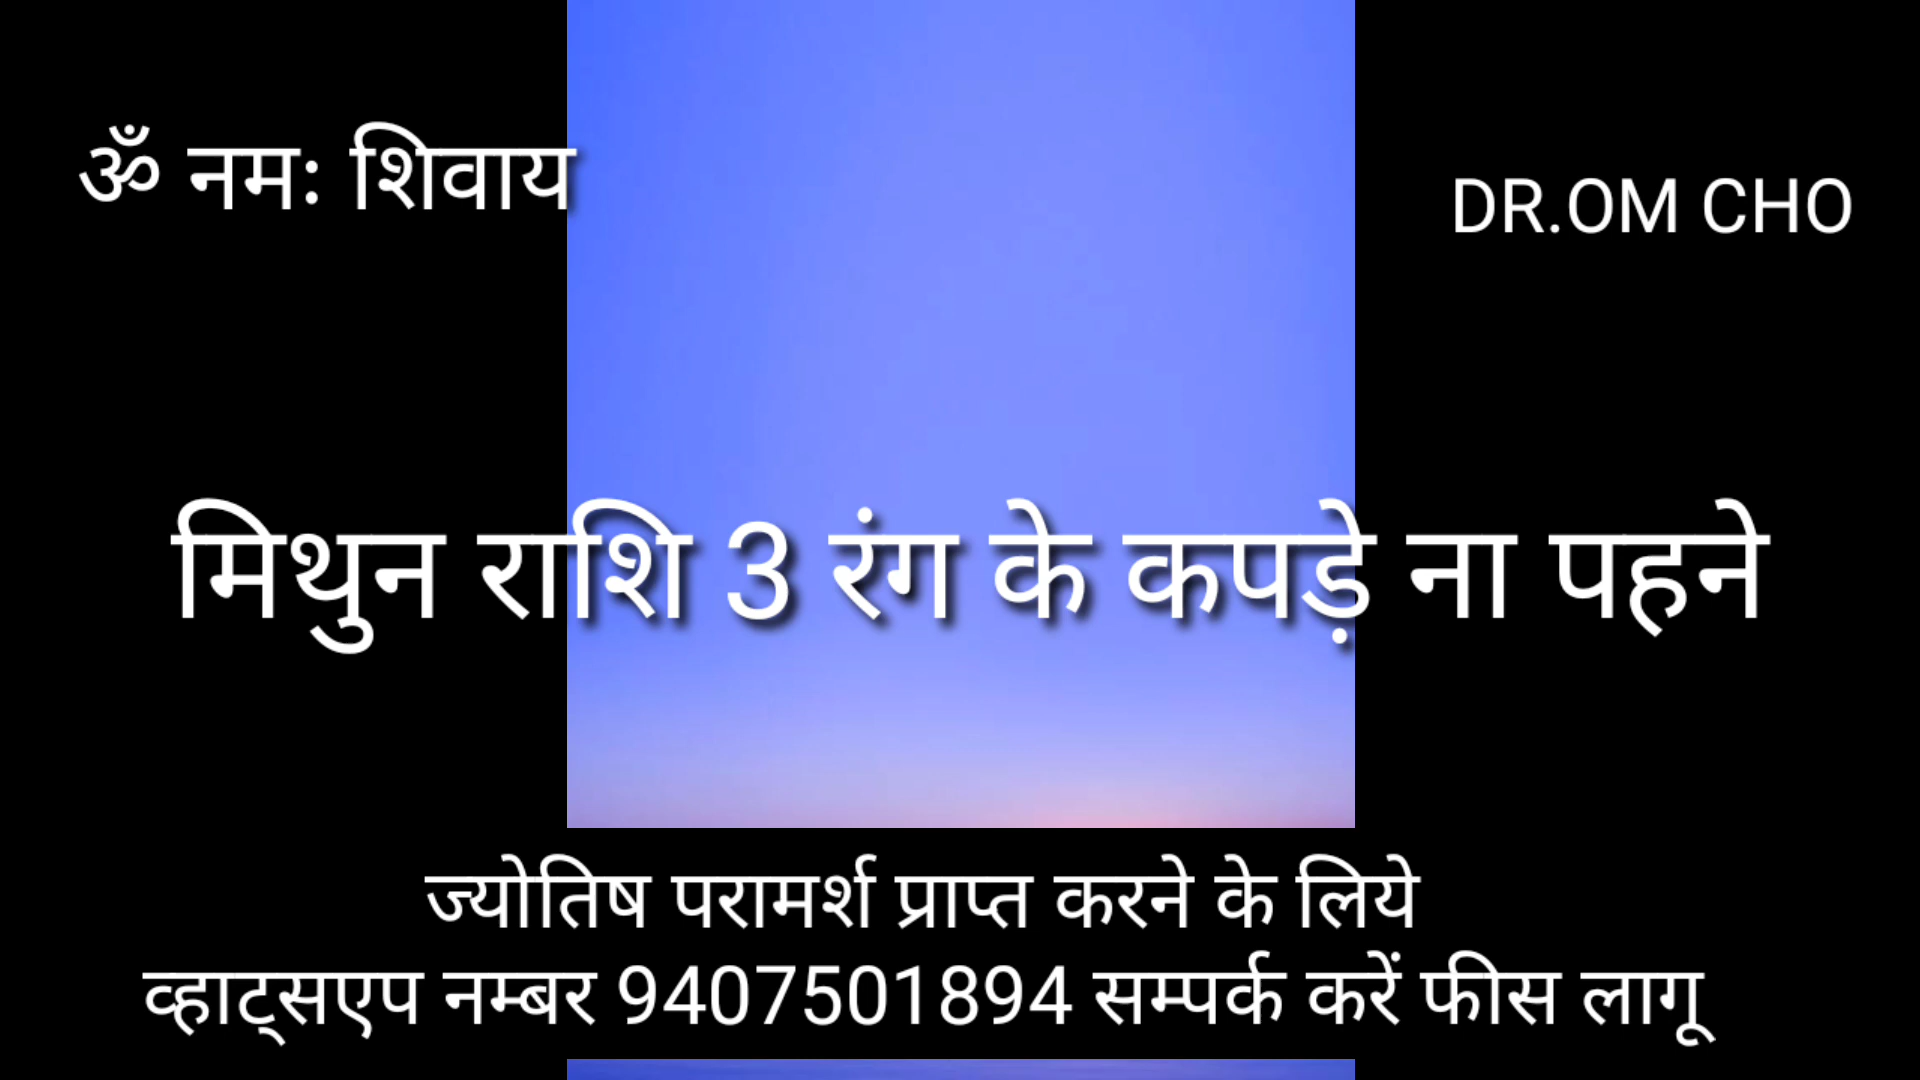 ॐ नमः शिवाय
DR.OM CHO
मिथुन राशि 3 रंग के कपड़े ना पहने
ज्योतिष परामर्श प्राप्त करने के लिये
व्हाट्सएप नम्बर 9407501894 सम्पर्क करें फीस लागू